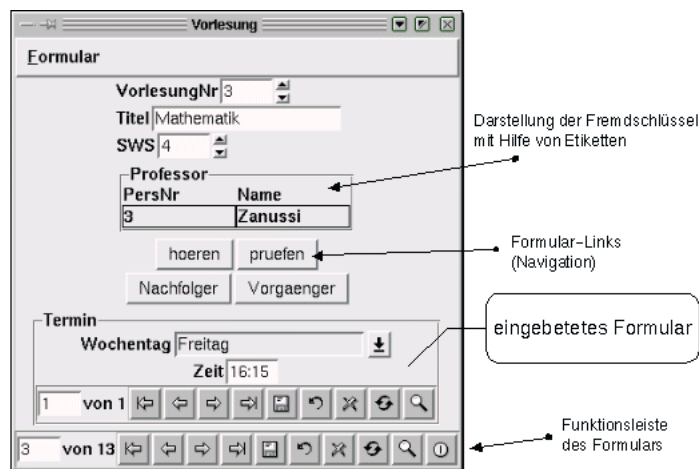 Vorlesung
Formular
VorlesungNr 3
Titel Mathematik
SWS 4
Professor
PersNr Name
3 Zanussi
hoeren pruefen
Nachfolger Vorgaenger
Termin
Wochentag Freitag
Zeit 16:15
1 von 1
3 von 13
Darstellung der Fremdschlüssel
mit Hilfe von Etiketten
Formular-Links
(Navigation)
eingebetetes Formular
Funktionsleiste
des Formulars